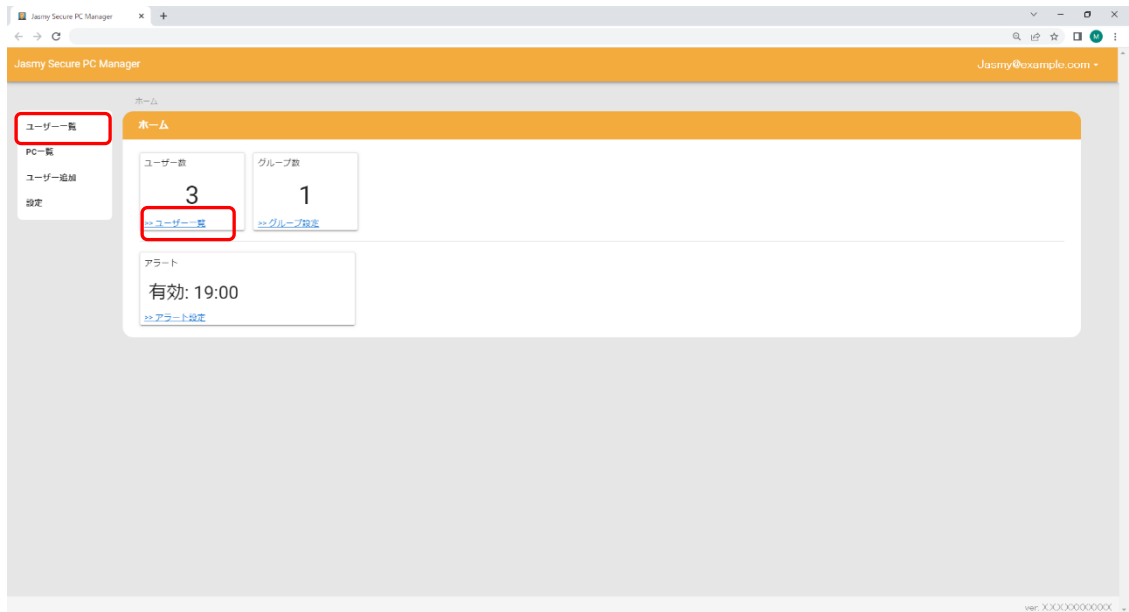 Jasmy Secure PC Manager
Jasmy Secure PC Manager
Jasmy@example.com
ホーム
ユーザー一覧
PC一覧
ユーザー追加
設定
ホーム
ユーザー数
3
>> ユーザー一覧
グループ数
1
>> グループ設定
アラート
有効: 19:00
>> アラート設定
M
ver. XXXXXXXXXXX